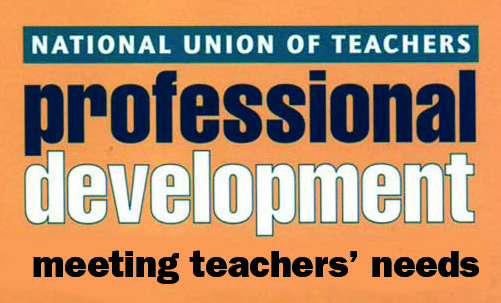 NATIONAL UNION OF TEACHERS
professional
development
meeting teachers’ needs